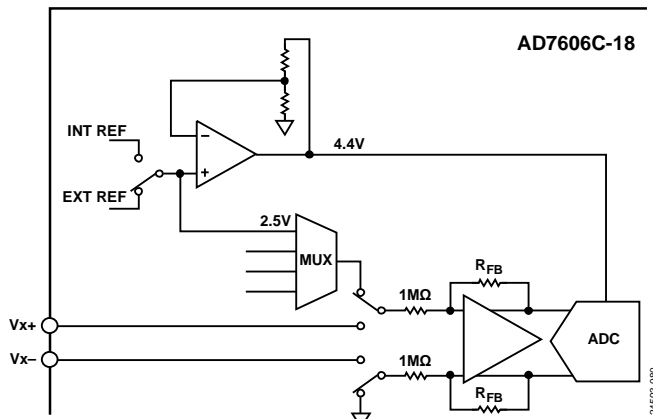 AD7606C-18
INT REF
−
+
4.4V
EXT REF
2.5V
MUX
RFB
1MΩ
Vx+
ADC
Vx−
1MΩ
RFB